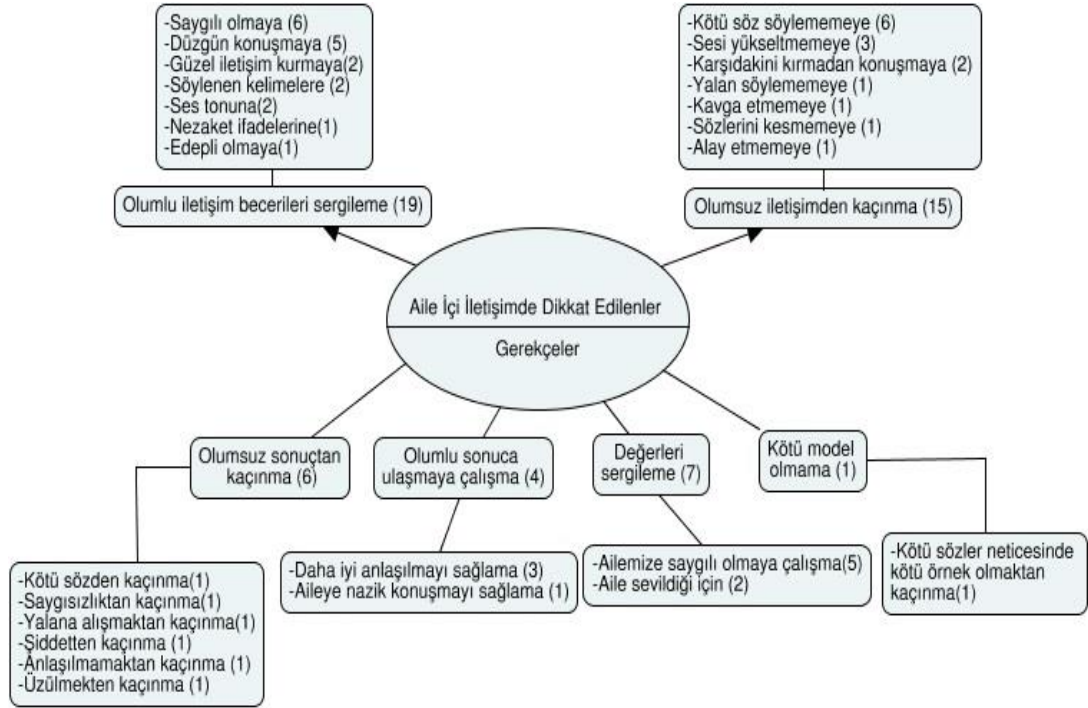 -Saygılı olmaya (6)
-Düzgün konuşmaya (5)
-Güzel iletişim kurmaya(2)
-Söylenen kelimelere (2)
-Ses tonuna(2)
-Nezaket ifadelerine(1)
-Edepli olmaya(1)
-Kötü söz söylememeye (6)
-Sesi yükseltmemeye (3)
-Karşıdakini kırmadan konuşmaya (2)
-Yalan söylememeye (1)
-Kavga etmemeye (1)
-Sözlerini kesmemeye (1)
-Alay etmemeye (1)
Olumlu iletişim becerileri sergileme (19)
Olumsuz iletişimden kaçınma (15)
Aile İçi İletişimde Dikkat Edilenler
Gerekçeler
Olumsuz sonuçtan
kaçınma (6)
Olumlu sonuca
ulaşmaya çalışma (4)
Değerleri
sergileme (7)
Kötü model
olmama (1)
-Kötü sözden kaçınma(1)
-Saygısızlıktan kaçınma(1)
-Yalana alışmaktan kaçınma(1)
-Şiddetten kaçınma (1)
-Anlaşılmamaktan kaçınma (1)
-Üzülmekten kaçınma (1)
-Daha iyi anlaşılmayı sağlama (3)
-Aileye nazik konuşmayı sağlama (1)
-Ailemize saygılı olmaya çalışma(5)
-Aile sevildiği için (2)
-Kötü sözler neticesinde
kötü örnek olmaktan
kaçınma(1)